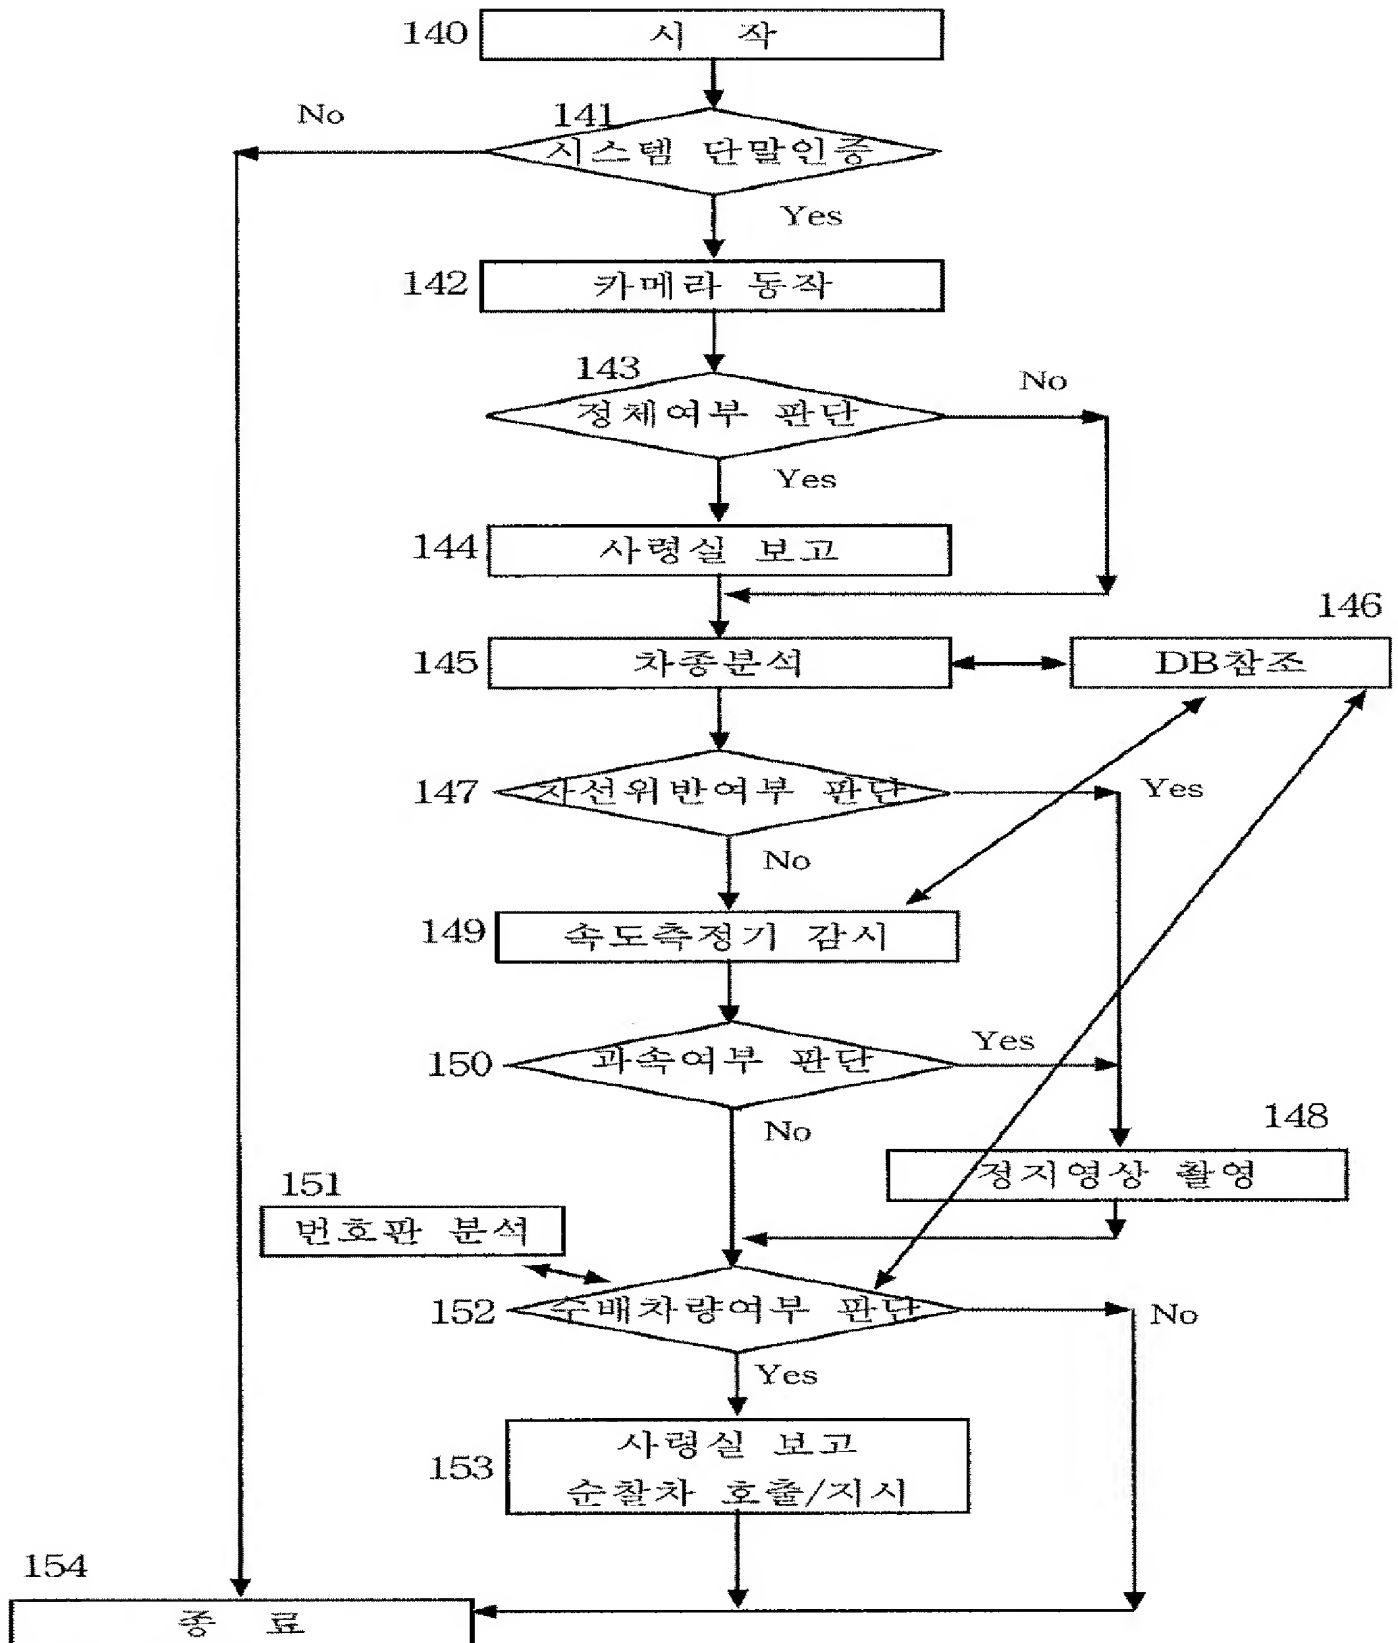 140
시 작
No
141
시스템 단말인증
Yes
142
카메라 동작
143
정체여부 판단
No
Yes
144
사령실 보고
146
145
차종분석
DB참조
147
차선위반여부 판단
Yes
No
149
속도측정기 감시
150
과속여부 판단
Yes
No
148
정지영상 촬영
151
번호판 분석
152
수배차량여부 판단
No
Yes
153
사령실 보고
순찰차 호출/지시
154
종 료